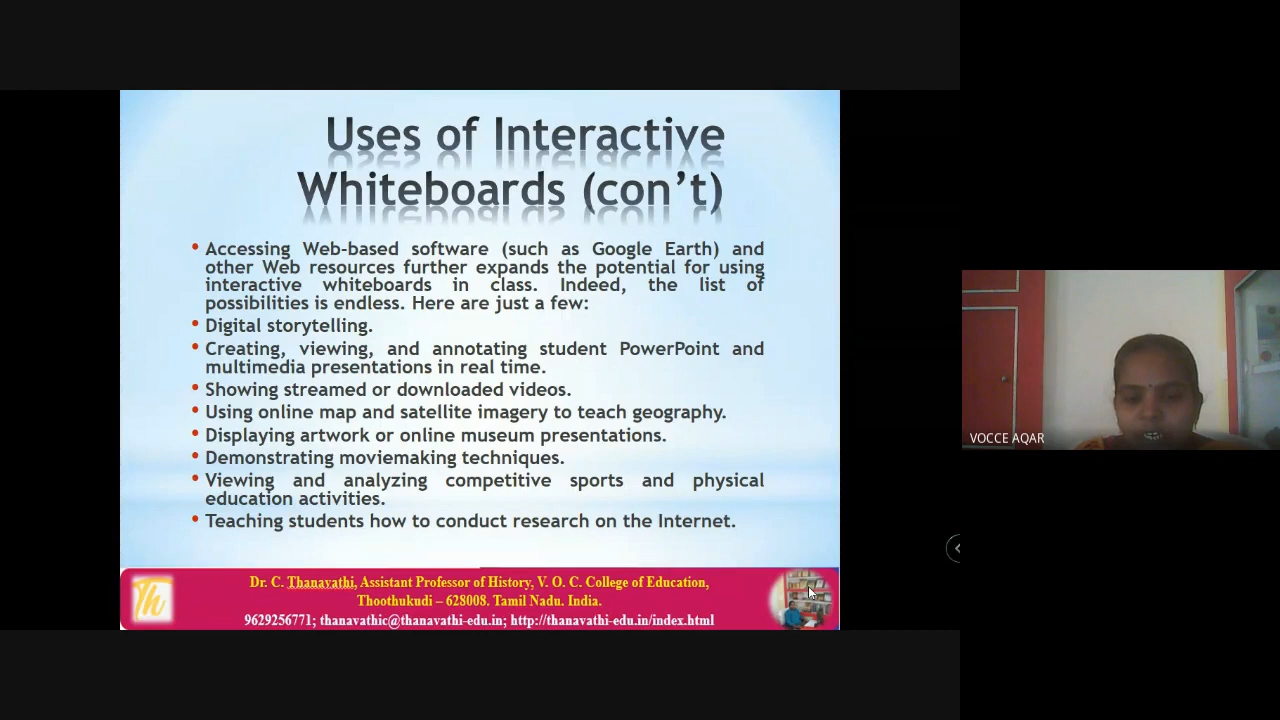 Uses of Interactive
Whiteboards (con’t)
• Accessing Web-based software (such as Google Earth) and
other Web resources further expands the potential for using
interactive whiteboards in class. Indeed, the list of
possibilities is endless. Here are just a few:
• Digital storytelling.
• Creating, viewing, and annotating student PowerPoint and
multimedia presentations in real time.
• Showing streamed or downloaded videos.
• Using online map and satellite imagery to teach geography.
• Displaying artwork or online museum presentations.
• Demonstrating moviemaking techniques.
• Viewing and analyzing competitive sports and physical
education activities.
• Teaching students how to conduct research on the Internet.
Th
Dr. C. Thanavathi, Assistant Professor of History, V. O. C. College of Education,
Thoothukudi – 628008. Tamil Nadu. India.
9629256771; thanavathic@thanavathi-edu.in; http://thanavathi-edu.in/index.html
VOCCE AQAR